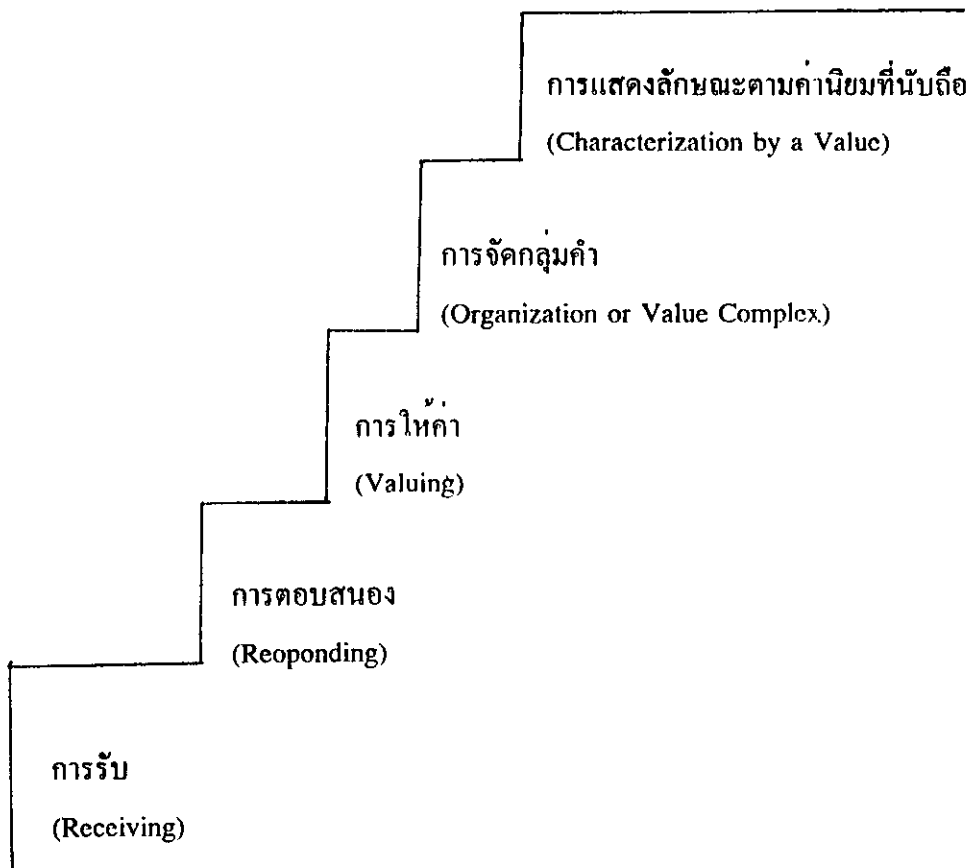 การแสดงลักษณะตามค่านิยมที่นับถือ
(Characterization by a Value)
การจัดกลุ่มคำ
(Organization or Value Complex)
การให้ค่า
(Valuing)
การตอบสนอง
(Reoponding)
การรับ
(Receiving)